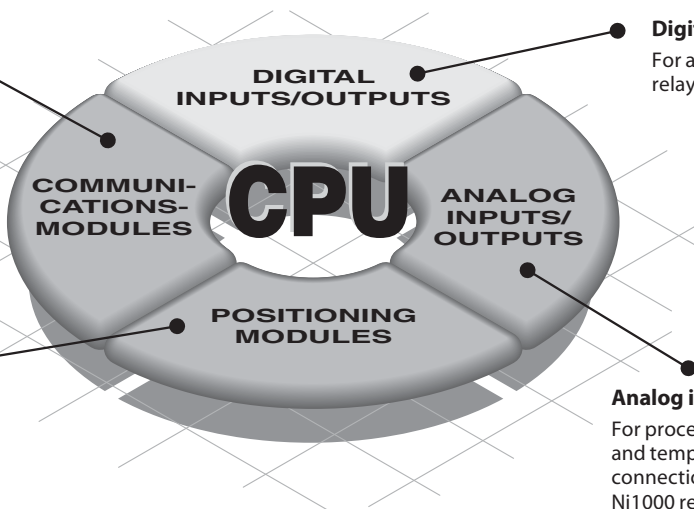 DIGITAL
INPUTS/OUTPUTS
COMMUNI-
CATIONS-
MODULES
CPU
ANALOG
INPUTS/
OUTPUTS
POSITIONING
MODULES
For a
relay
Analog i
For proce
and temp
connectio
Ni1000 re